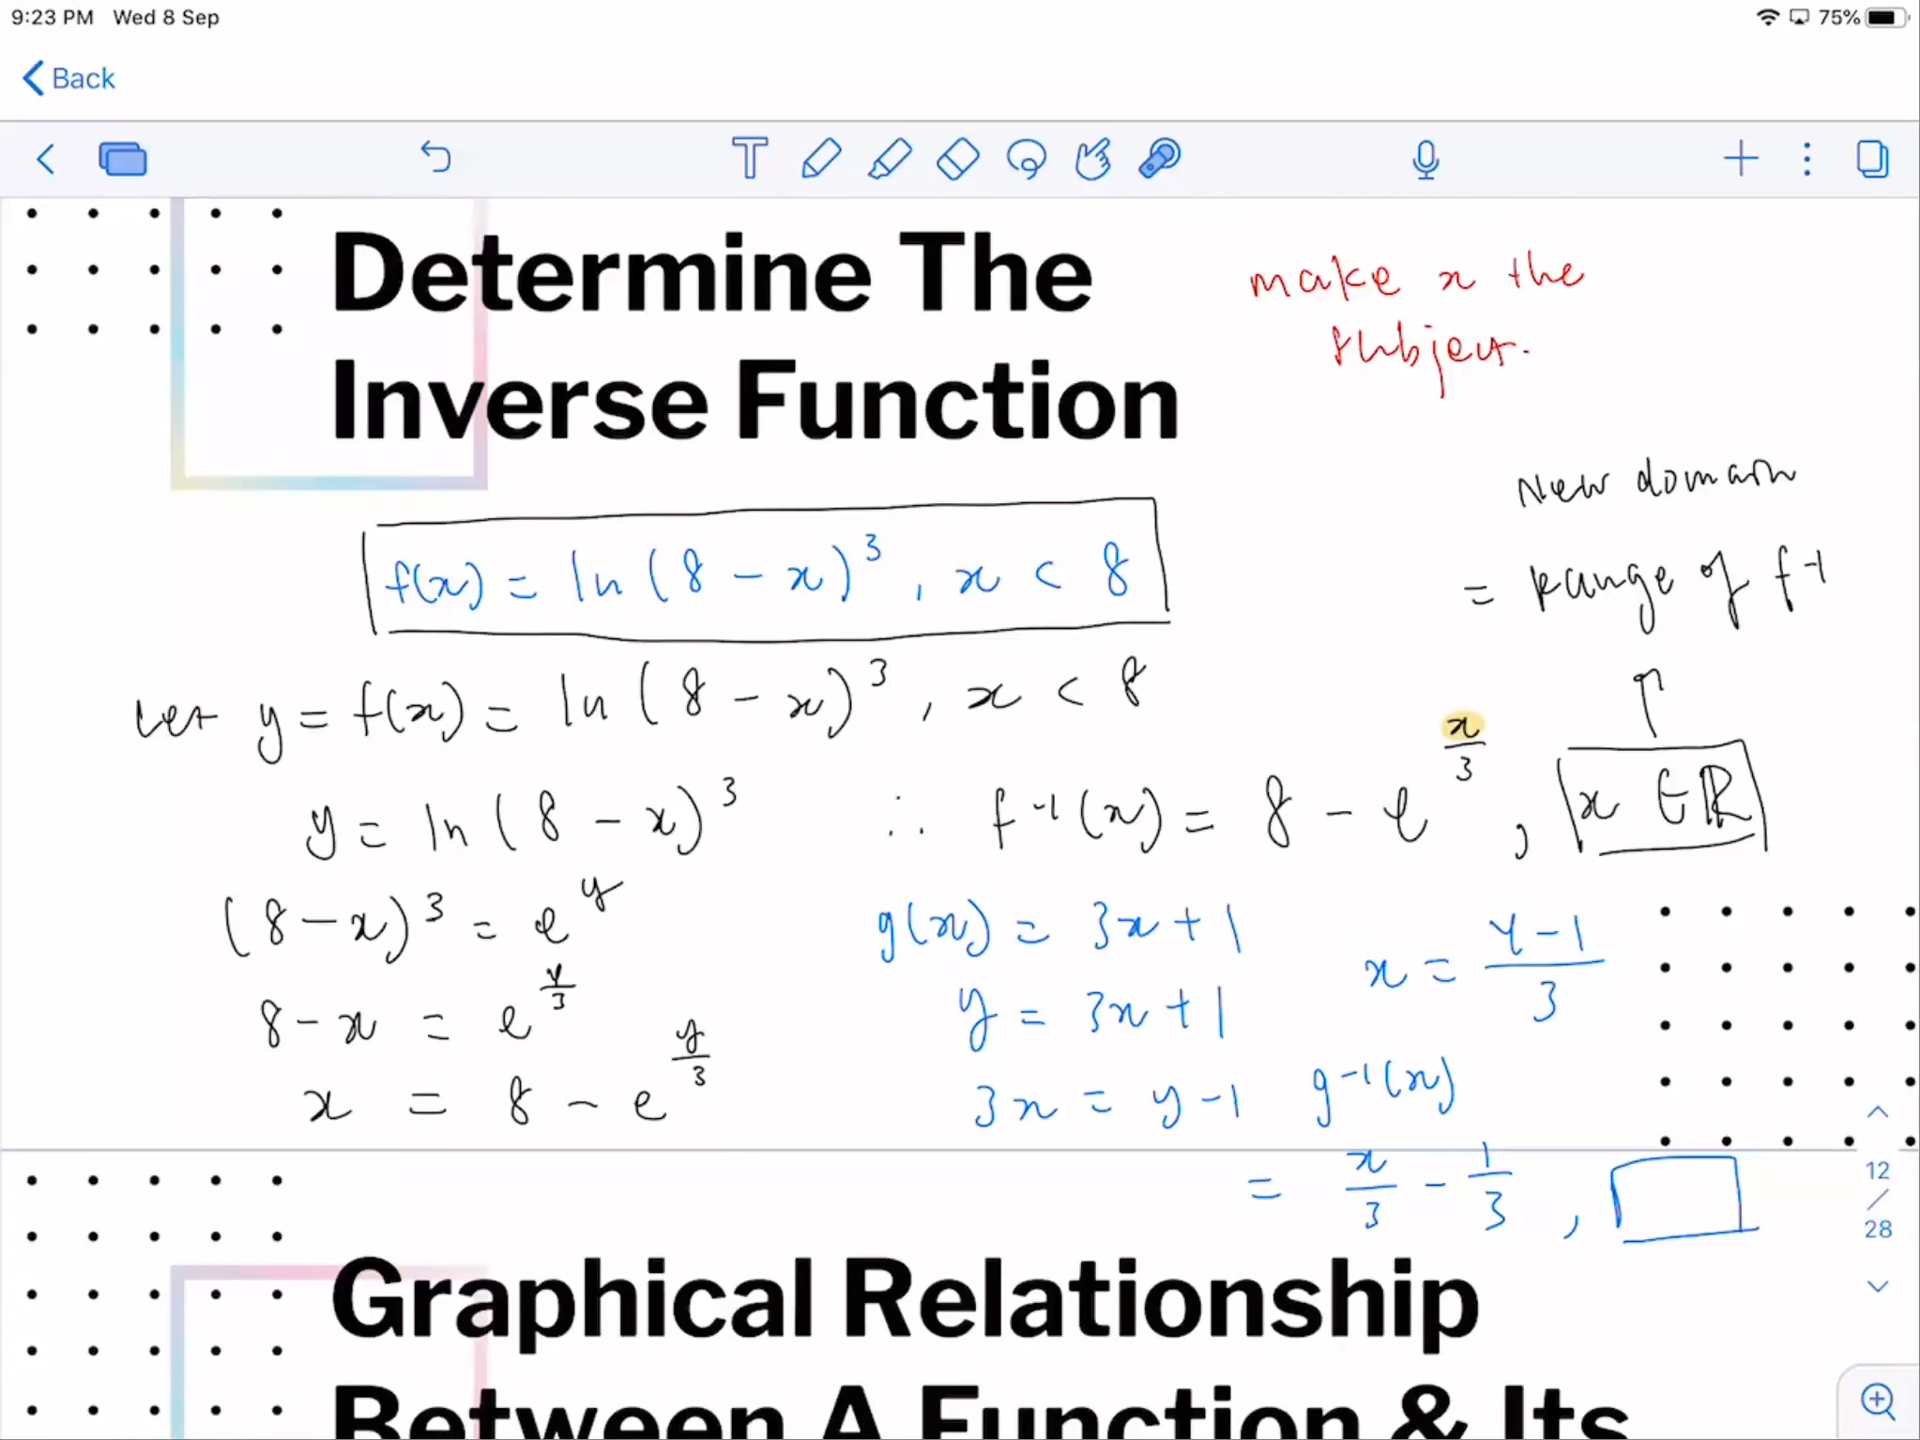 9:23 PM Wed 8 Sep
75%
Back
Determine The
Inverse Function
make x the
subject.
New domain
= Range of f⁻¹
f(x) = ln(8 − x)³, x < 8
Let y = f(x) = ln(8 − x)³, x < 8
y = ln(8 − x)³
(8 − x)³ = e^y
8 − x = e^(y/3)
x = 8 − e^(y/3)
∴ f⁻¹(x) = 8 − e^(x/3), x ∈ ℝ
g(x) = 3x + 1
y = 3x + 1
3x = y − 1
x = (y − 1)/3
g⁻¹(x)
= x/3 − 1/3,
12
/
28
Graphical Relationship
Between A Function & Its